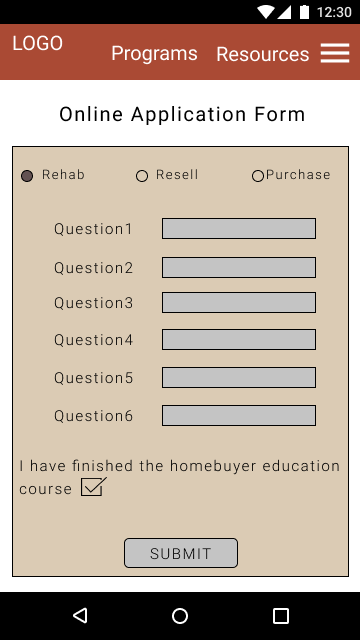 12:30
LOGO Programs Resources
Online Application Form
Rehab Resell Purchase
Question1
Question2
Question3
Question4
Question5
Question6
I have finished the homebuyer education
course
SUBMIT